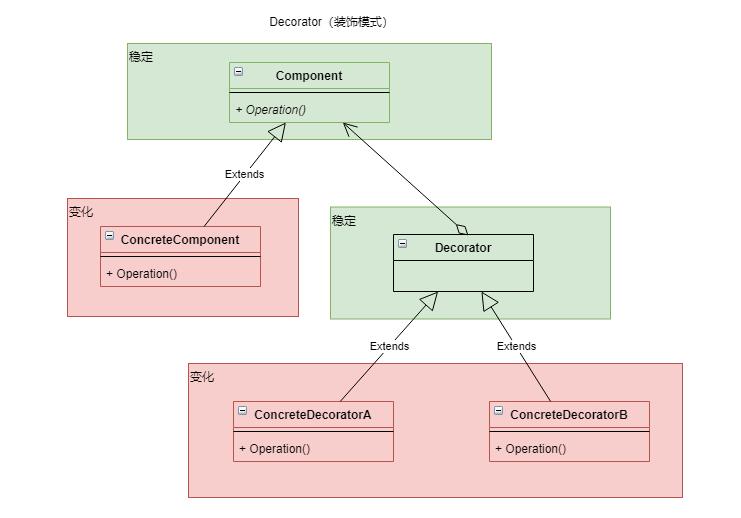 Decorator（装饰模式）
稳定
Component
+ Operation()
Extends
变化
ConcreteComponent
+ Operation()
稳定
Decorator
Extends
Extends
变化
ConcreteDecoratorA
+ Operation()
ConcreteDecoratorB
+ Operation()